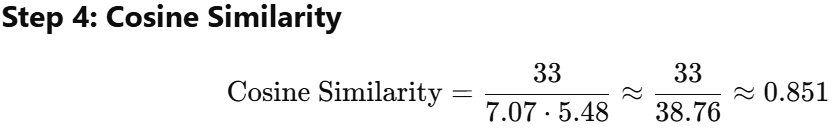 Step 4: Cosine Similarity
Cosine Similarity = 33 / 7.07 · 5.48 ≈ 33 / 38.76 ≈ 0.851